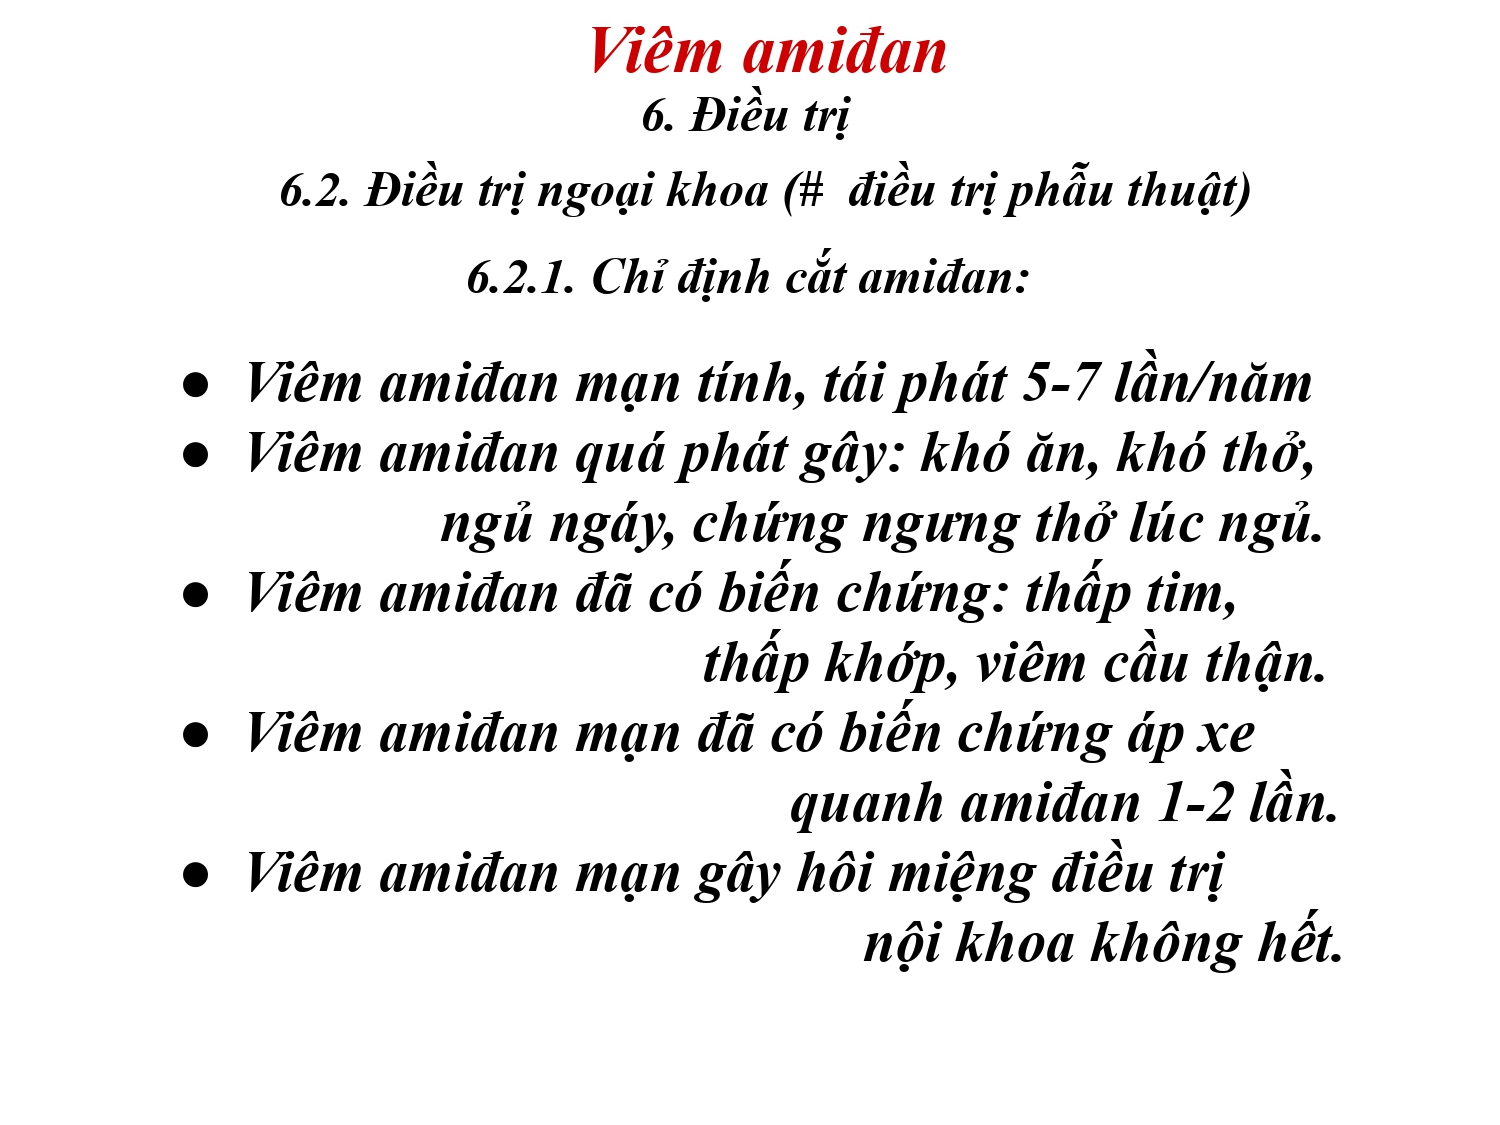 Viêm amiđan
6. Điều trị
6.2. Điều trị ngoại khoa (# điều trị phẫu thuật)
6.2.1. Chỉ định cắt amiđan:
● Viêm amiđan mạn tính, tái phát 5-7 lần/năm
● Viêm amiđan quá phát gây: khó ăn, khó thở,
ngủ ngáy, chứng ngưng thở lúc ngủ.
● Viêm amiđan đã có biến chứng: thấp tim,
thấp khớp, viêm cầu thận.
● Viêm amiđan mạn đã có biến chứng áp xe
quanh amiđan 1-2 lần.
● Viêm amiđan mạn gây hôi miệng điều trị
nội khoa không hết.